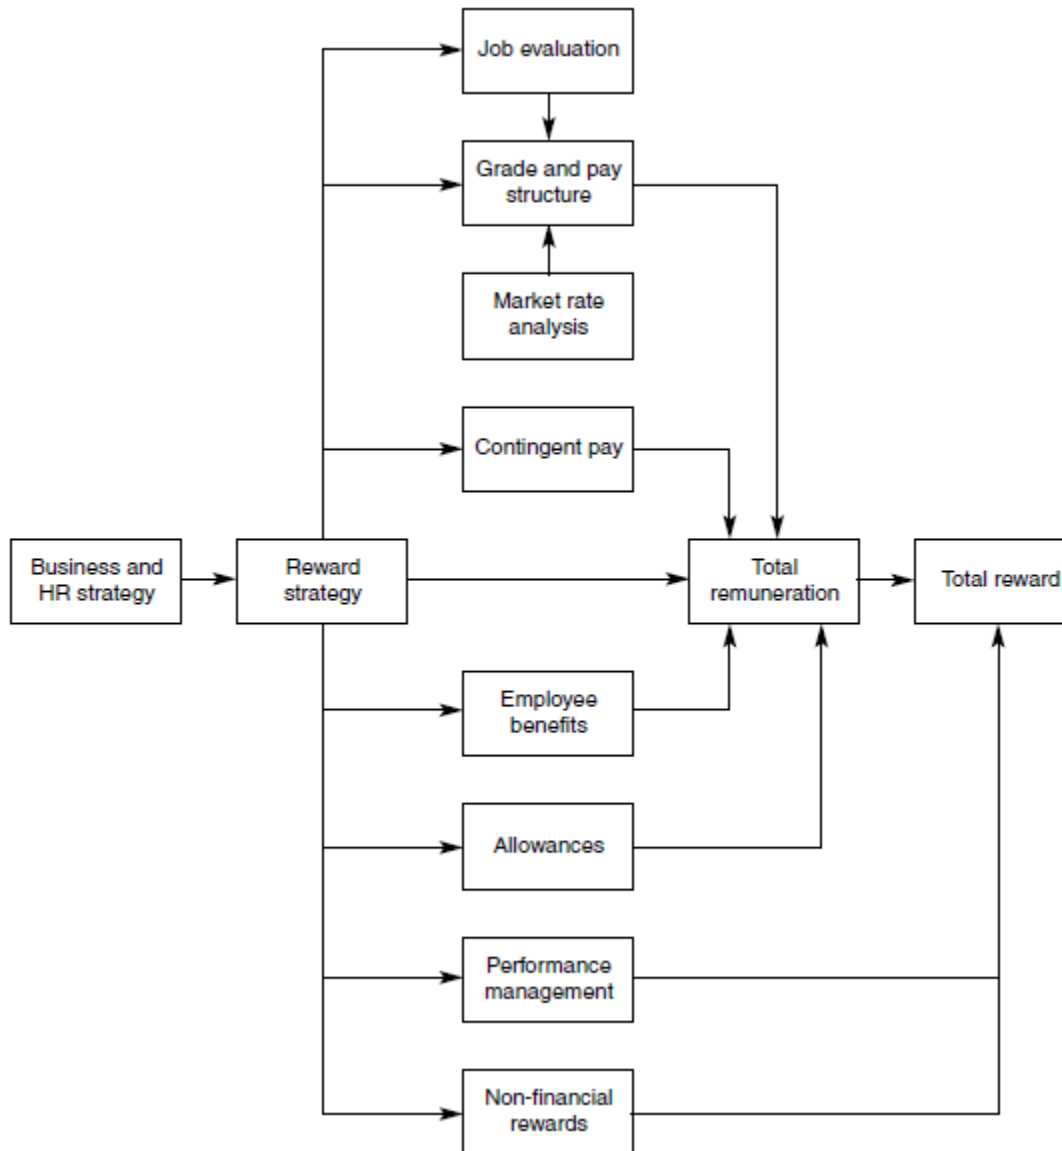 Job evaluation
Grade and pay
structure
Market rate
analysis
Contingent pay
Business and
HR strategy
Reward
strategy
Total
remuneration
Total reward
Employee
benefits
Allowances
Performance
management
Non-financial
rewards